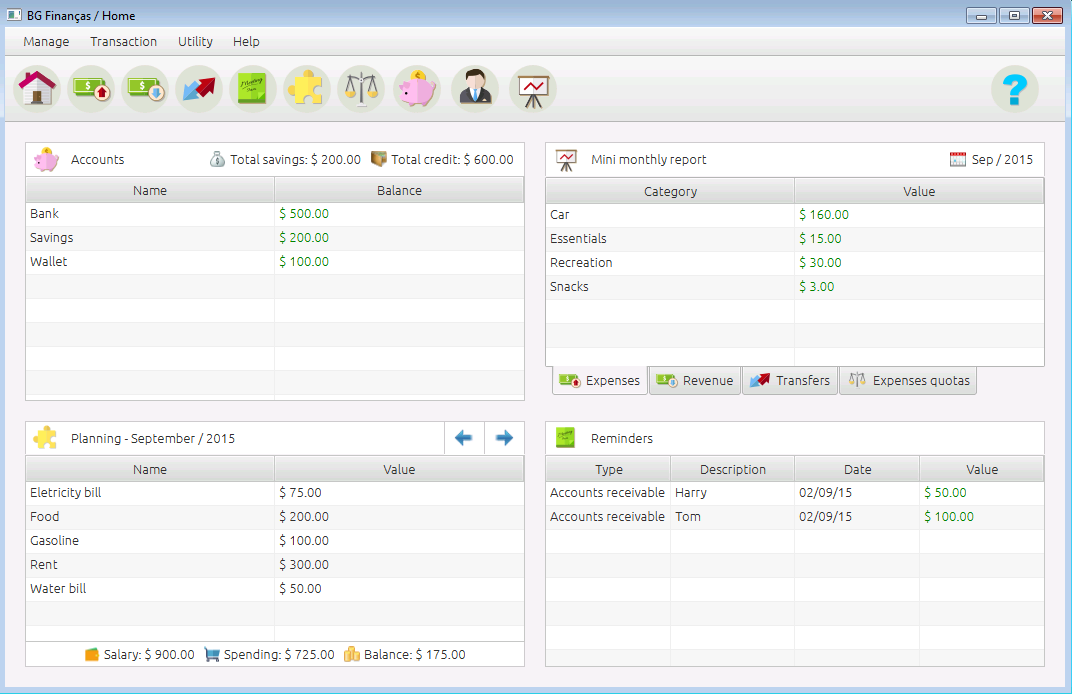 BG Finanças / Home
Manage Transaction Utility Help
Accounts Total savings: $ 200.00 Total credit: $ 600.00
Name Balance
Bank $ 500.00
Savings $ 200.00
Wallet $ 100.00
Mini monthly report Sep / 2015
Category Value
Car $ 160.00
Essentials $ 15.00
Recreation $ 30.00
Snacks $ 3.00
Expenses Revenue Transfers Expenses quotas
Planning - September / 2015
Name Value
Eletricity bill $ 75.00
Food $ 200.00
Gasoline $ 100.00
Rent $ 300.00
Water bill $ 50.00
Salary: $ 900.00 Spending: $ 725.00 Balance: $ 175.00
Reminders
Type Description Date Value
Accounts receivable Harry 02/09/15 $ 50.00
Accounts receivable Tom 02/09/15 $ 100.00